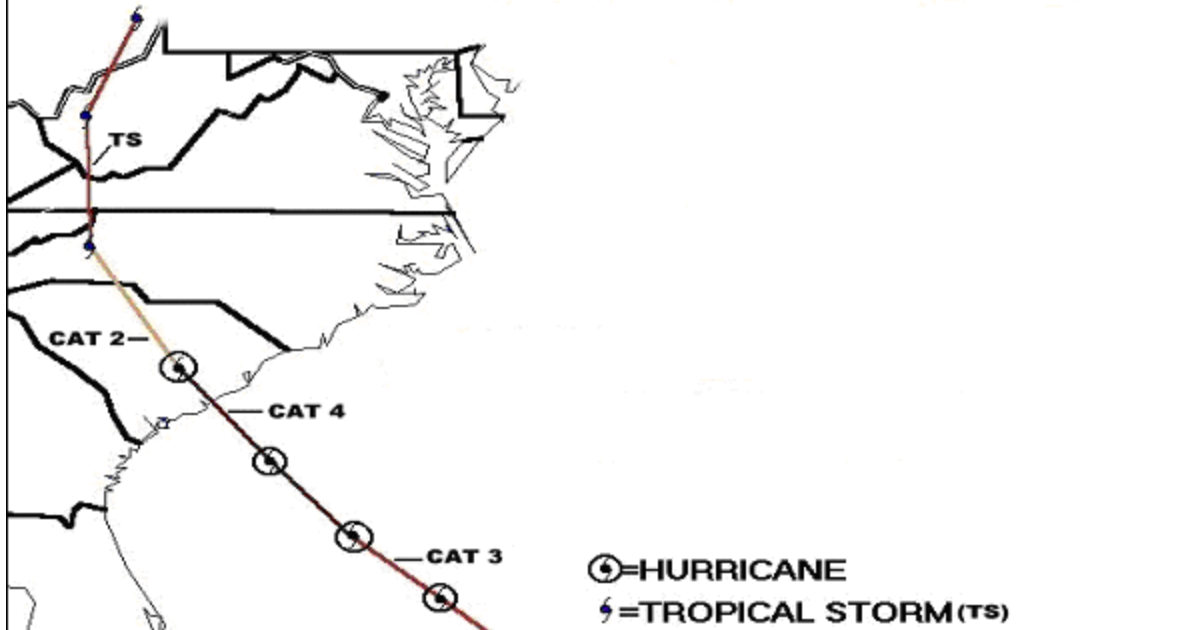 TS
CAT 2
CAT 4
CAT 3
=HURRICANE
=TROPICAL STORM (TS)